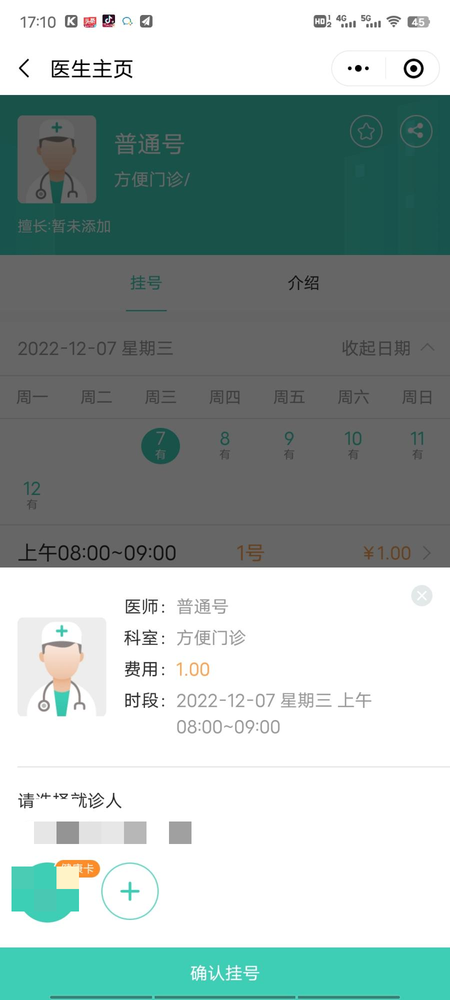 17:10 HD 1 2 4G 5G 45
医生主页
普通号
方便门诊/
擅长:暂未添加
挂号 介绍
2022-12-07 星期三 收起日期
周一 周二 周三 周四 周五 周六 周日
7 8 9 10 11
有 有 有 有 有
12
有
上午08:00~09:00 1号 ¥1.00
医师： 普通号
科室： 方便门诊
费用： 1.00
时段： 2022-12-07 星期三 上午
08:00~09:00
请选择就诊人
健康卡
确认挂号